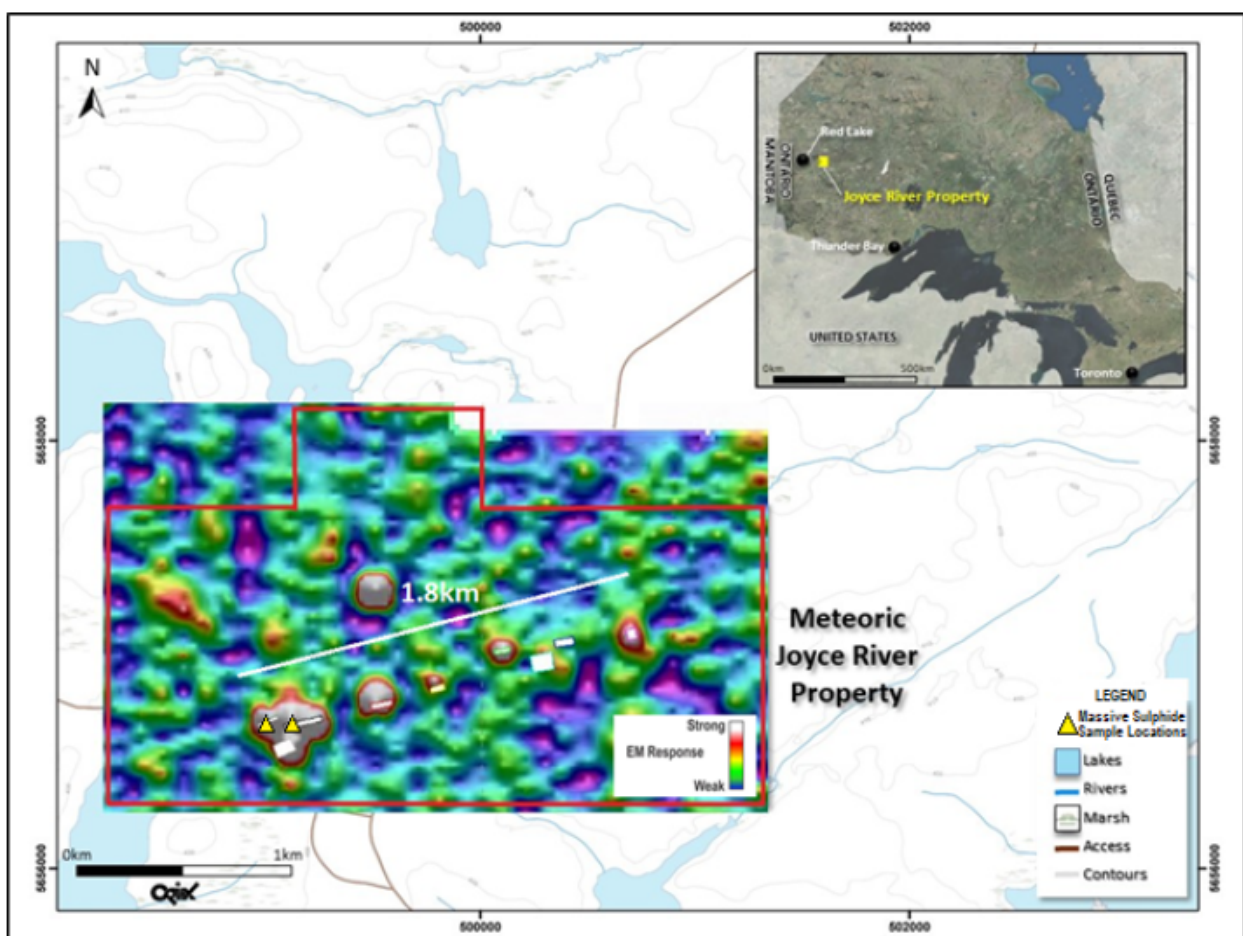 500000
502000
N
Red Lake
ONTARIO
MANITOBA
Joyce River Property
QUEBEC
ONTARIO
Thunder Bay
UNITED STATES
0km
500km
Toronto
5658000
5658000
1.8km
Meteoric
Joyce River
Property
LEGEND
Massive Sulphide
Sample Locations
Lakes
Rivers
Marsh
Access
Contours
Strong
EM Response
Weak
0km
1km
5656000
5656000
500000
502000